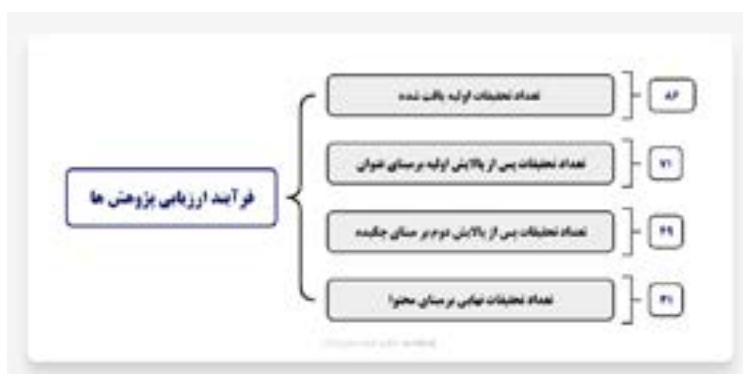 تعداد تحقیقات اولیه یافت شده
۸۶
تعداد تحقیقات پس از پالایش اولیه بر مبنای عنوان
۷۱
فرآیند ارزیابی پژوهش ها
تعداد تحقیقات پس از پالایش دوم بر مبنای چکیده
۴۹
تعداد تحقیقات نهایی بر مبنای محتوا
۴۱